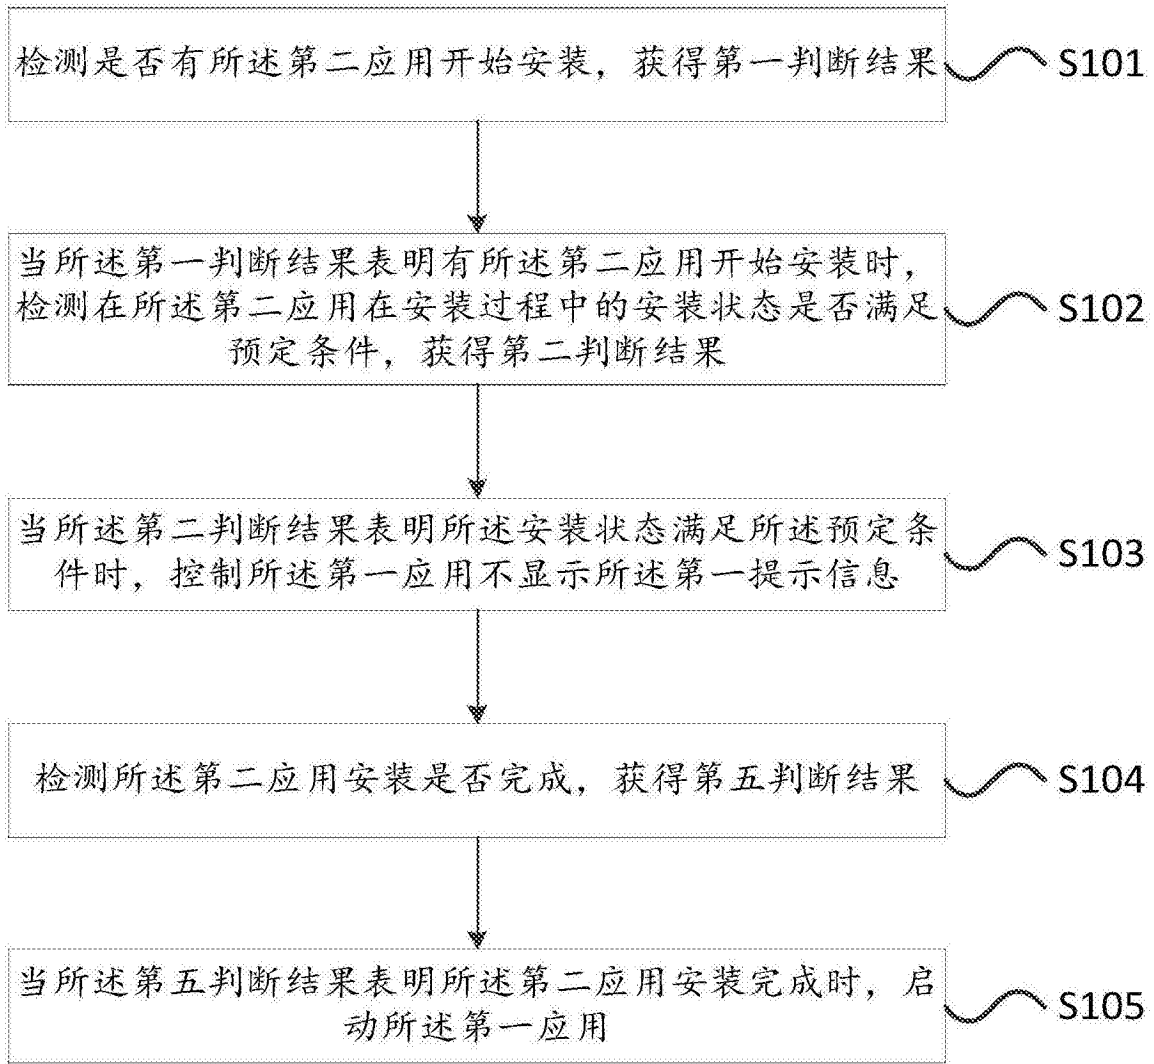 检测是否有所述第二应用开始安装，获得第一判断结果
S101
当所述第一判断结果表明有所述第二应用开始安装时，
检测在所述第二应用在安装过程中的安装状态是否满足
预定条件，获得第二判断结果
S102
当所述第二判断结果表明所述安装状态满足所述预定条
件时，控制所述第一应用不显示所述第一提示信息
S103
检测所述第二应用安装是否完成，获得第五判断结果
S104
当所述第五判断结果表明所述第二应用安装完成时，启
动所述第一应用
S105